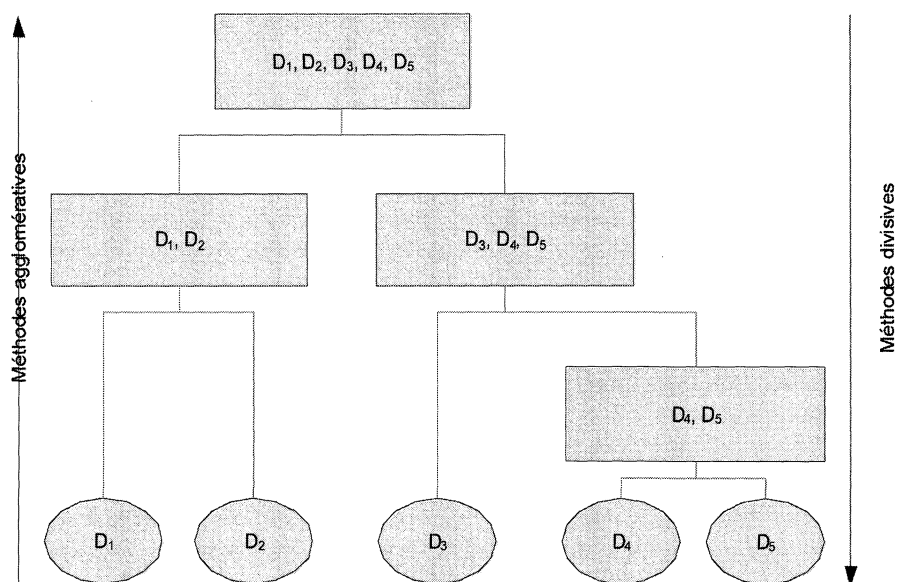 D₁, D₂, D₃, D₄, D₅
Méthodes agglomératives
Méthodes divisives
D₁, D₂
D₃, D₄, D₅
D₄, D₅
D₁
D₂
D₃
D₄
D₅